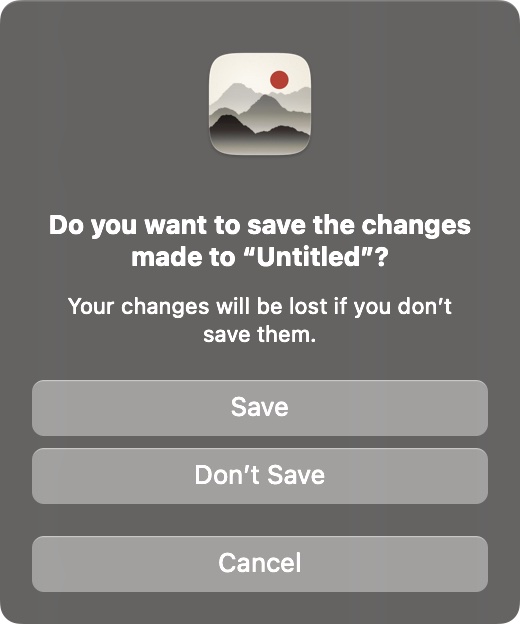 Do you want to save the changes
made to “Untitled”?
Your changes will be lost if you don’t
save them.
Save
Don’t Save
Cancel